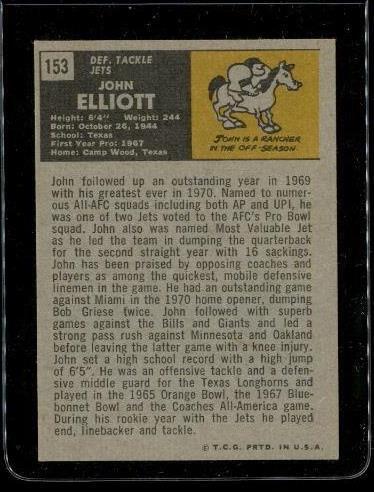 153
DEF. TACKLE
JETS
JOHN
ELLIOTT
Height: 6'4" Weight: 244
Born: October 26, 1944
School: Texas
First Year Pro: 1967
Home: Camp Wood, Texas
JOHN IS A RANCHER
IN THE OFF-SEASON.
John followed up an outstanding year in 1969
with his greatest ever in 1970. Named to numer-
ous All-AFC squads including both AP and UPI, he
was one of two Jets voted to the AFC's Pro Bowl
squad. John also was named Most Valuable Jet
as he led the team in dumping the quarterback
for the second straight year with 16 sackings.
John has been praised by opposing coaches and
players as among the quickest, mobile defensive
linemen in the game. He had an outstanding game
against Miami in the 1970 home opener, dumping
Bob Griese twice. John followed with superb
games against the Bills and Giants and led a
strong pass rush against Minnesota and Oakland
before leaving the latter game with a knee injury.
John set a high school record with a high jump
of 6'5". He was an offensive tackle and a defen-
sive middle guard for the Texas Longhorns and
played in the 1965 Orange Bowl, the 1967 Blue-
bonnet Bowl and the Coaches All-America game.
During his rookie year with the Jets he played
end, linebacker and tackle.
© T.C.G. PRTD. IN U.S.A.